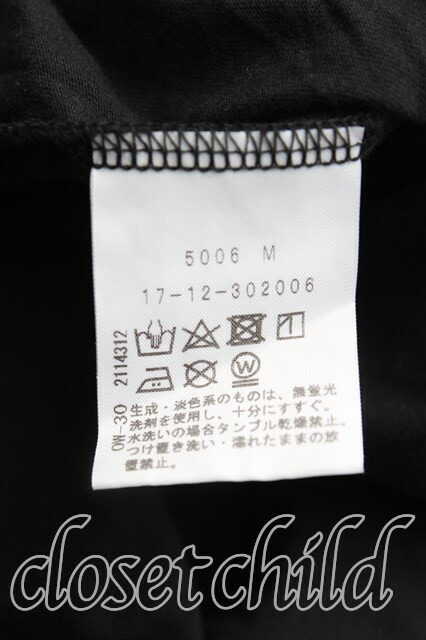 5006 M
17-12-302006
OW-30 2114312
生成・淡色系のものは、無蛍光
洗剤を使用し、十分にすすぐ。
水洗いの場合タンブル乾燥禁止。
つけ置き洗い・濡れたままの放
置禁止。
closetchild